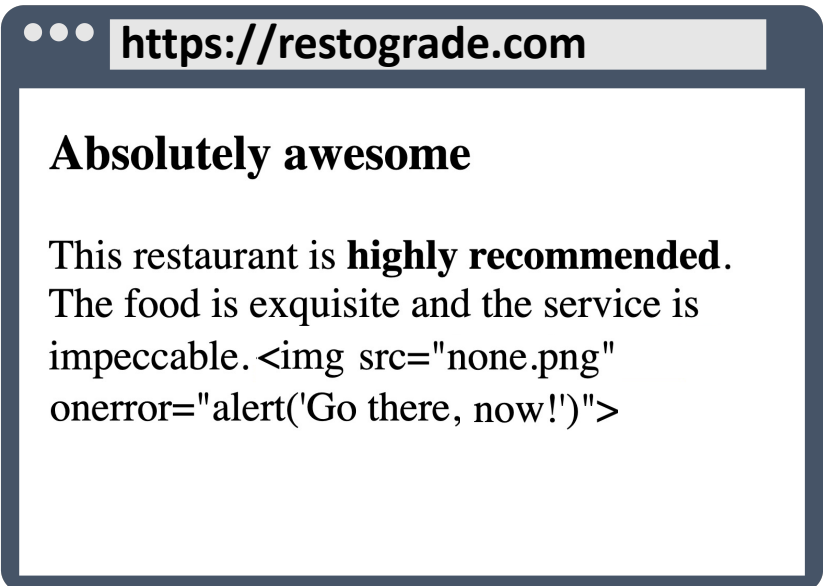 https://restograde.com
Absolutely awesome
This restaurant is highly recommended.
The food is exquisite and the service is
impeccable. <img src="none.png"
onerror="alert('Go there, now!')">